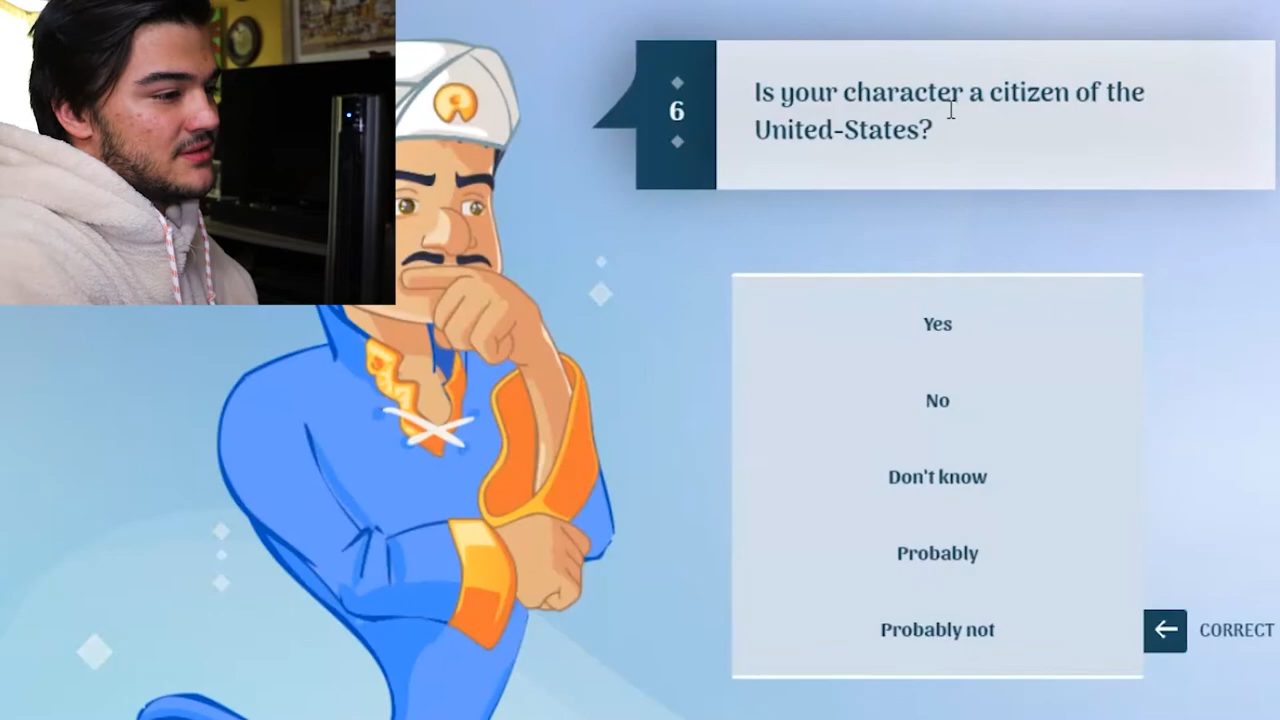 6
Is your character a citizen of the
United-States?
Yes
No
Don't know
Probably
Probably not
CORRECT